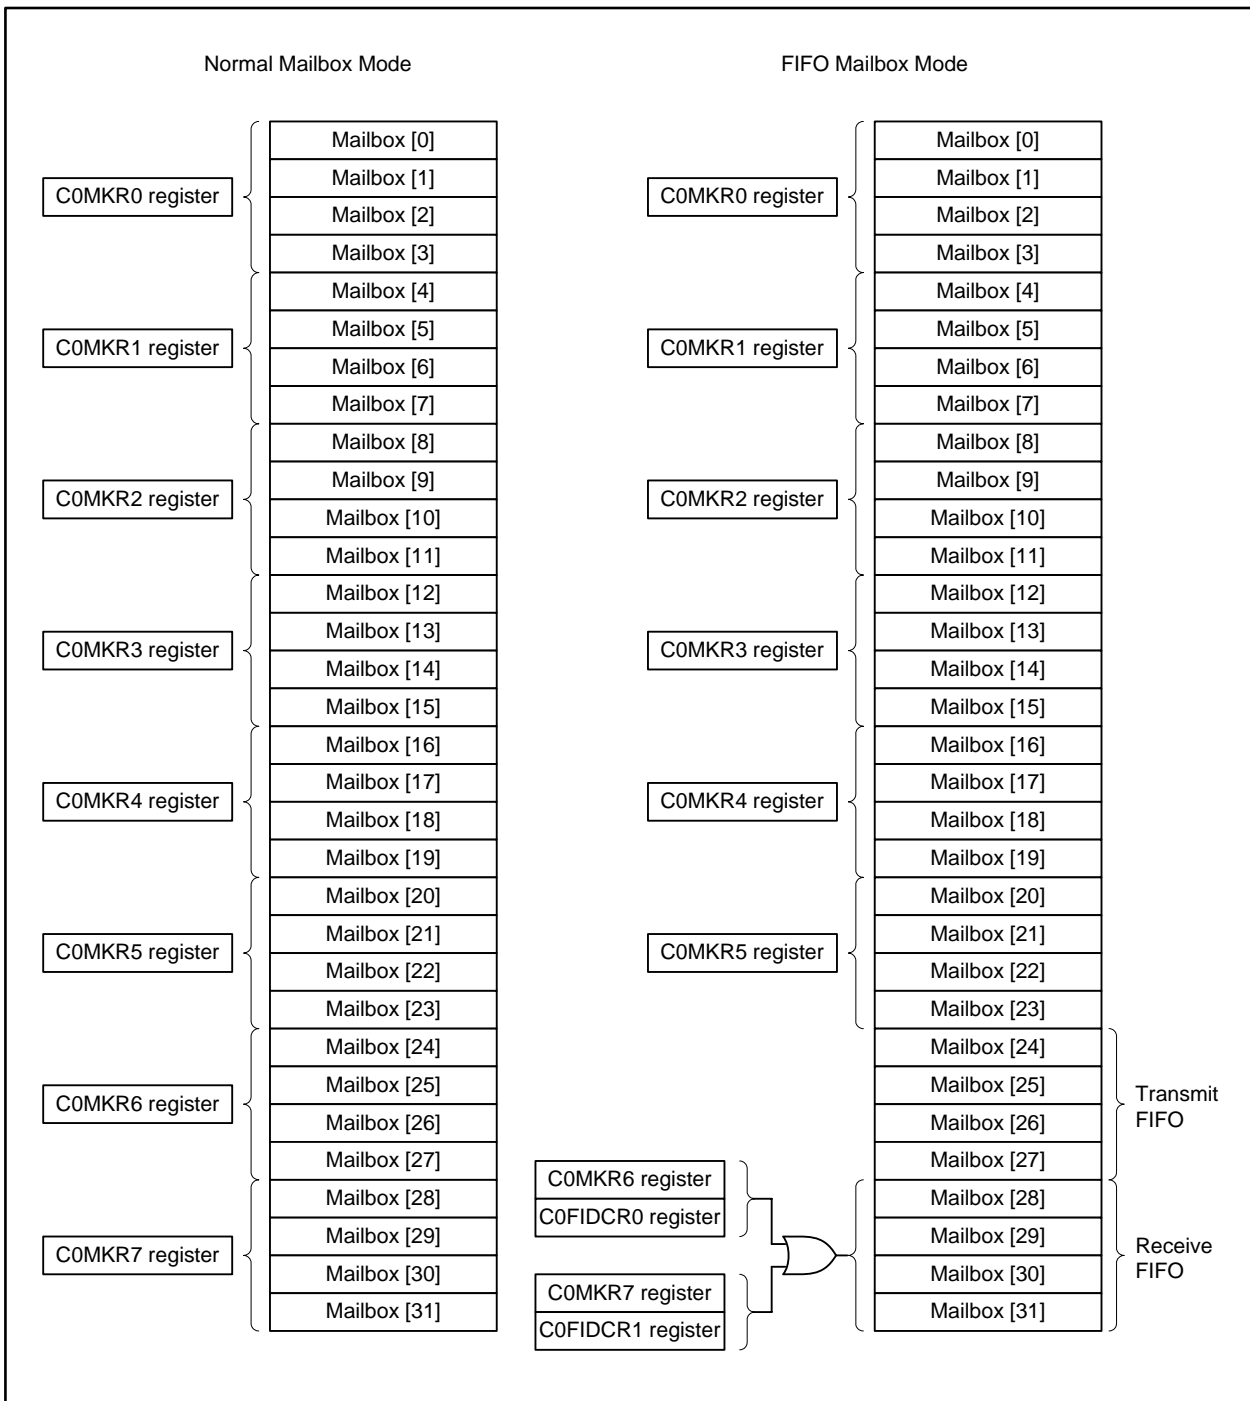 Normal Mailbox Mode
C0MKR0 register
Mailbox [0]
Mailbox [1]
Mailbox [2]
Mailbox [3]
C0MKR1 register
Mailbox [4]
Mailbox [5]
Mailbox [6]
Mailbox [7]
C0MKR2 register
Mailbox [8]
Mailbox [9]
Mailbox [10]
Mailbox [11]
C0MKR3 register
Mailbox [12]
Mailbox [13]
Mailbox [14]
Mailbox [15]
C0MKR4 register
Mailbox [16]
Mailbox [17]
Mailbox [18]
Mailbox [19]
C0MKR5 register
Mailbox [20]
Mailbox [21]
Mailbox [22]
Mailbox [23]
C0MKR6 register
Mailbox [24]
Mailbox [25]
Mailbox [26]
Mailbox [27]
C0MKR7 register
Mailbox [28]
Mailbox [29]
Mailbox [30]
Mailbox [31]
FIFO Mailbox Mode
C0MKR0 register
Mailbox [0]
Mailbox [1]
Mailbox [2]
Mailbox [3]
C0MKR1 register
Mailbox [4]
Mailbox [5]
Mailbox [6]
Mailbox [7]
C0MKR2 register
Mailbox [8]
Mailbox [9]
Mailbox [10]
Mailbox [11]
C0MKR3 register
Mailbox [12]
Mailbox [13]
Mailbox [14]
Mailbox [15]
C0MKR4 register
Mailbox [16]
Mailbox [17]
Mailbox [18]
Mailbox [19]
C0MKR5 register
Mailbox [20]
Mailbox [21]
Mailbox [22]
Mailbox [23]
Mailbox [24]
Mailbox [25]
Mailbox [26]
Mailbox [27]
Transmit
FIFO
C0MKR6 register
C0FIDCR0 register
C0MKR7 register
C0FIDCR1 register
Mailbox [28]
Mailbox [29]
Mailbox [30]
Mailbox [31]
Receive
FIFO